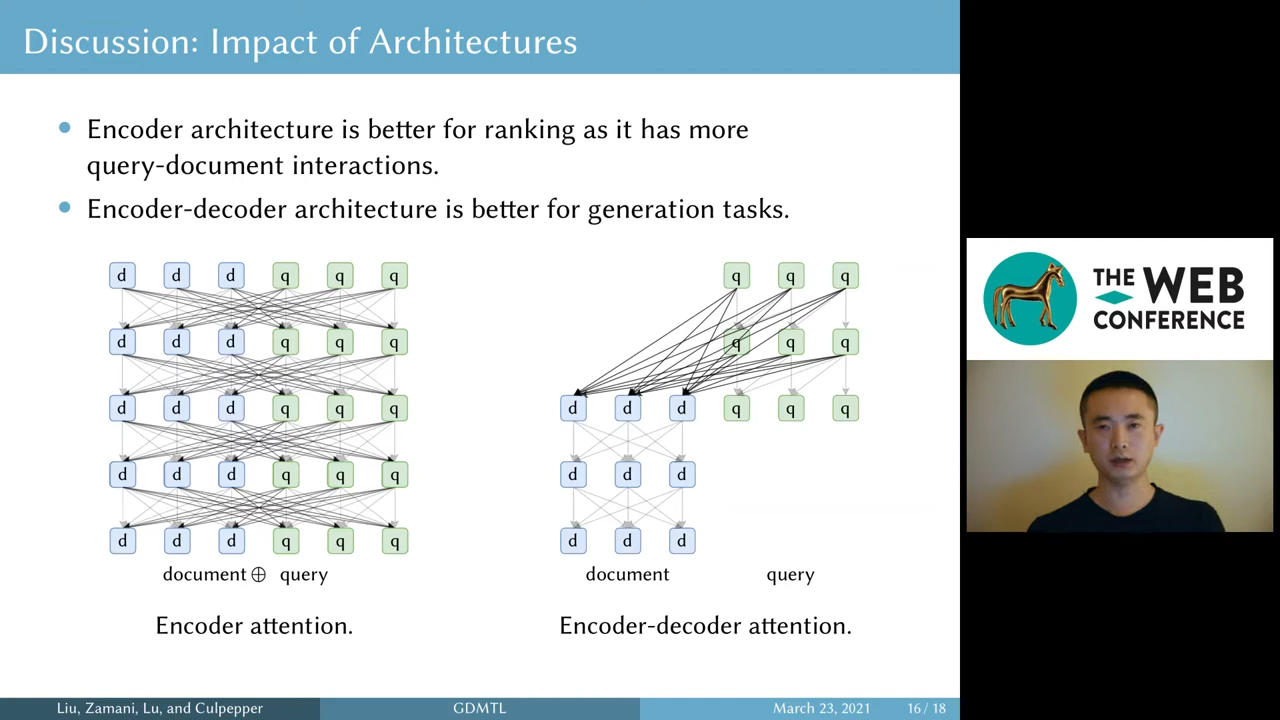 Discussion: Impact of Architectures
Encoder architecture is better for ranking as it has more
query-document interactions.
Encoder-decoder architecture is better for generation tasks.
d d d q q q
d d d q q q
d d d q q q
d d d q q q
d d d q q q
document ⊕ query
Encoder attention.
q q q
q q q
d d d q q q
d d d
d d d
document query
Encoder-decoder attention.
THE WEB
CONFERENCE
Liu, Zamani, Lu, and Culpepper GDMTL March 23, 2021 16 / 18